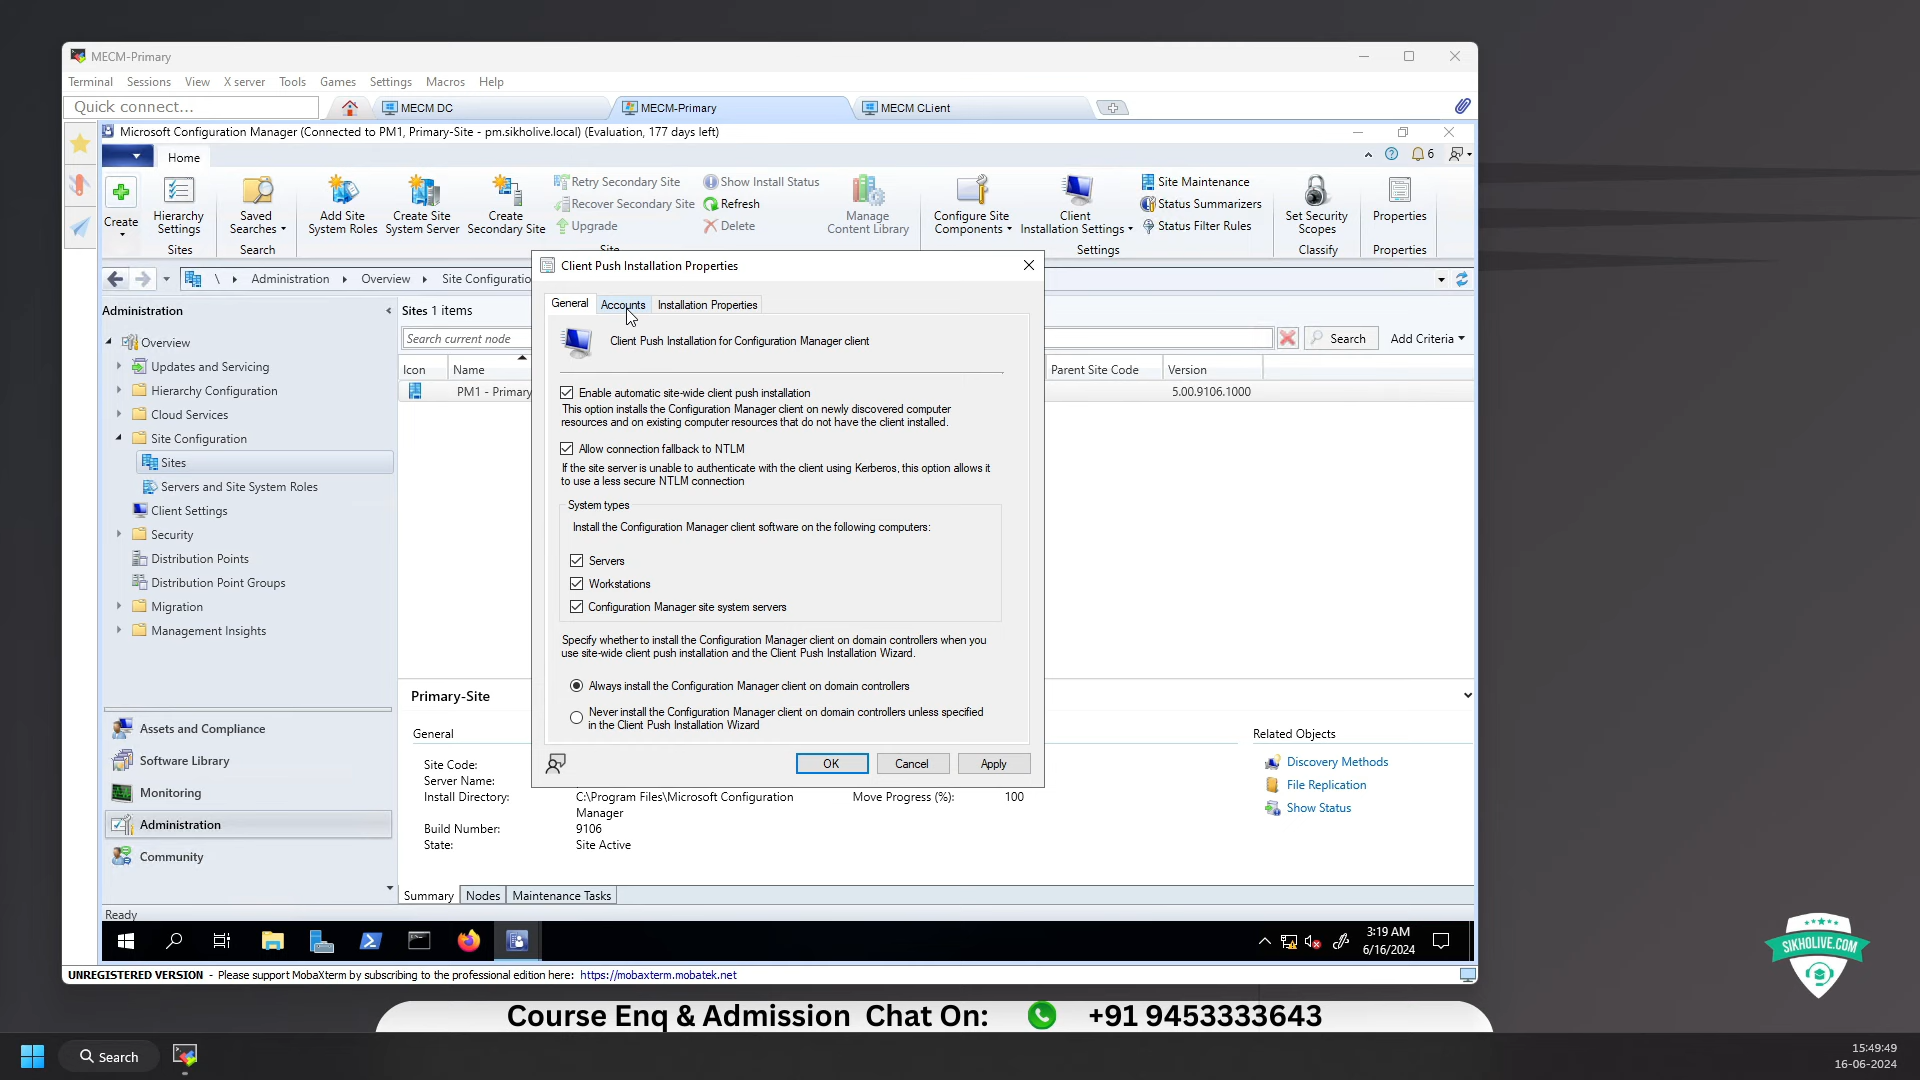 MECM-Primary
Terminal Sessions View X server Tools Games Settings Macros Help
Quick connect...
MECM DC
MECM-Primary
MECM CLient
Microsoft Configuration Manager (Connected to PM1, Primary-Site - pm.sikholive.local) (Evaluation, 177 days left)
Home
6
Create
Hierarchy
Settings
Saved
Searches
Add Site
System Roles
Create Site
System Server
Create
Secondary Site
Retry Secondary Site
Recover Secondary Site
Upgrade
Show Install Status
Refresh
Delete
Manage
Content Library
Configure Site
Components
Client
Installation Settings
Site Maintenance
Status Summarizers
Status Filter Rules
Set Security
Scopes
Properties
Sites
Search
Site
Settings
Classify
Properties
\ Administration Overview Site Configuratio
Administration
Overview
Updates and Servicing
Hierarchy Configuration
Cloud Services
Site Configuration
Sites
Servers and Site System Roles
Client Settings
Security
Distribution Points
Distribution Point Groups
Migration
Management Insights
Assets and Compliance
Software Library
Monitoring
Administration
Community
Sites 1 items
Search current node
Search
Add Criteria
Icon Name Parent Site Code Version
PM1 - Primary 5.00.9106.1000
Client Push Installation Properties
General Accounts Installation Properties
Client Push Installation for Configuration Manager client
Enable automatic site-wide client push installation
This option installs the Configuration Manager client on newly discovered computer
resources and on existing computer resources that do not have the client installed.
Allow connection fallback to NTLM
If the site server is unable to authenticate with the client using Kerberos, this option allows it
to use a less secure NTLM connection
System types
Install the Configuration Manager client software on the following computers:
Servers
Workstations
Configuration Manager site system servers
Specify whether to install the Configuration Manager client on domain controllers when you
use site-wide client push installation and the Client Push Installation Wizard.
Always install the Configuration Manager client on domain controllers
Never install the Configuration Manager client on domain controllers unless specified
in the Client Push Installation Wizard
OK Cancel Apply
Primary-Site
General
Site Code:
Server Name:
Install Directory: C:\Program Files\Microsoft Configuration
Manager
Build Number: 9106
State: Site Active
Move Progress (%): 100
Related Objects
Discovery Methods
File Replication
Show Status
Summary Nodes Maintenance Tasks
Ready
3:19 AM
6/16/2024
UNREGISTERED VERSION - Please support MobaXterm by subscribing to the professional edition here: https://mobaxterm.mobatek.net
SIKHOLIVE.COM
Course Enq & Admission Chat On: +91 9453333643
Search
15:49:49
16-06-2024